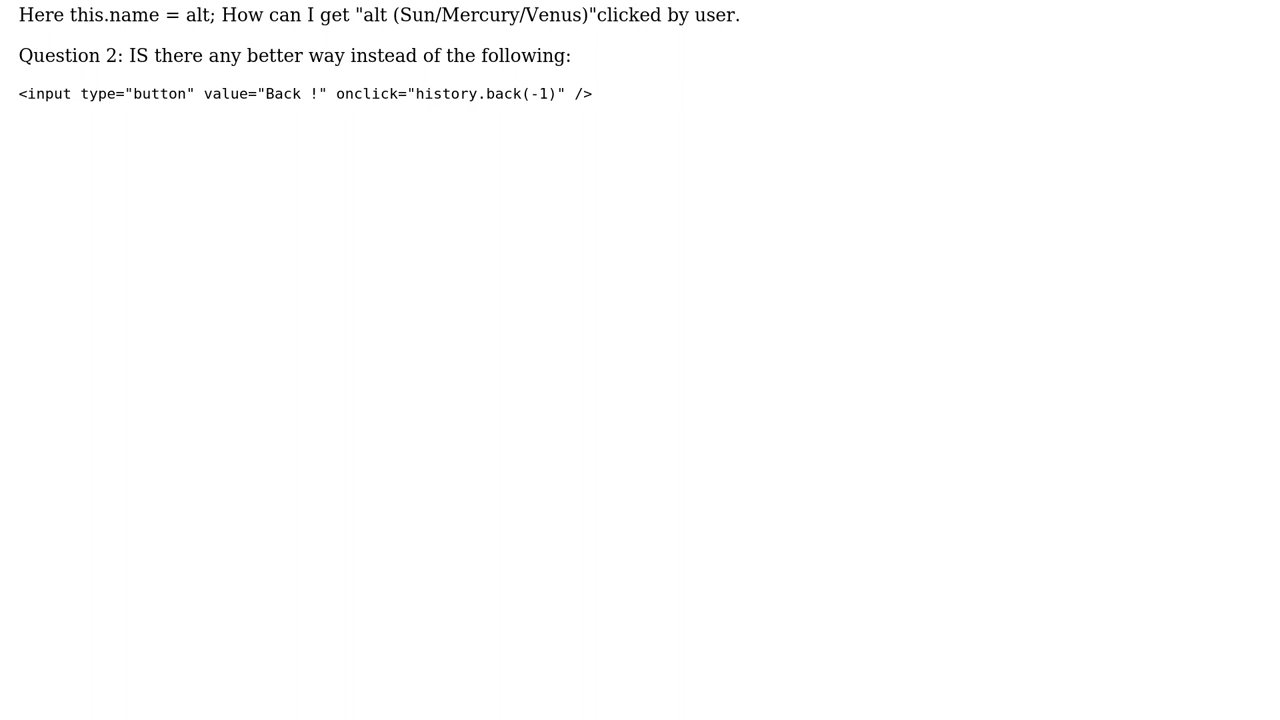 Here this.name = alt; How can I get "alt (Sun/Mercury/Venus)"clicked by user.
Question 2: IS there any better way instead of the following:
<input type="button" value="Back !" onclick="history.back(-1)" />